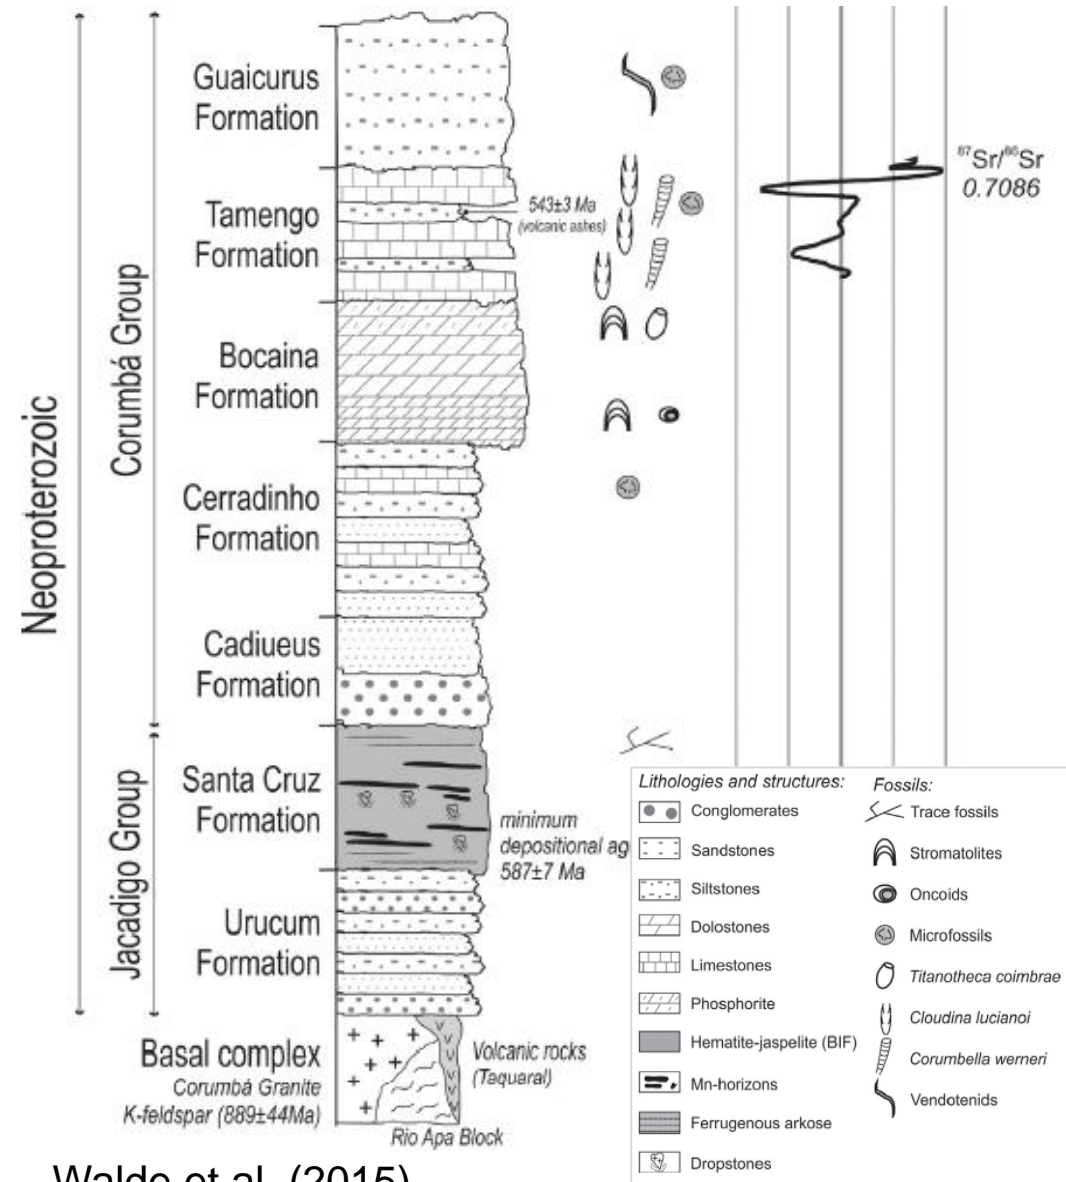 Guaicurus
Formation
Tamengo
Formation
Bocaina
Formation
Cerradinho
Formation
Cadiueus
Formation
Santa Cruz
Formation
Urucum
Formation
Basal complex
Corumbá Granite
K-feldspar (889±44Ma)
Neoproterozoic
Corumbá Group
Jacadigo Group
543±3 Ma
(volcanic ashes)
87Sr/86Sr
0.7086
minimum
depositional ag
587±7 Ma
Volcanic rocks
(Taquaral)
Rio Apa Block
Lithologies and structures:
Conglomerates
Sandstones
Siltstones
Dolostones
Limestones
Phosphorite
Hematite-jaspelite (BIF)
Mn-horizons
Ferrugenous arkose
Dropstones
Fossils:
Trace fossils
Stromatolites
Oncoids
Microfossils
Titanotheca coimbrae
Cloudina lucianoi
Corumbella werneri
Vendotenids
Walde et al. (2015)